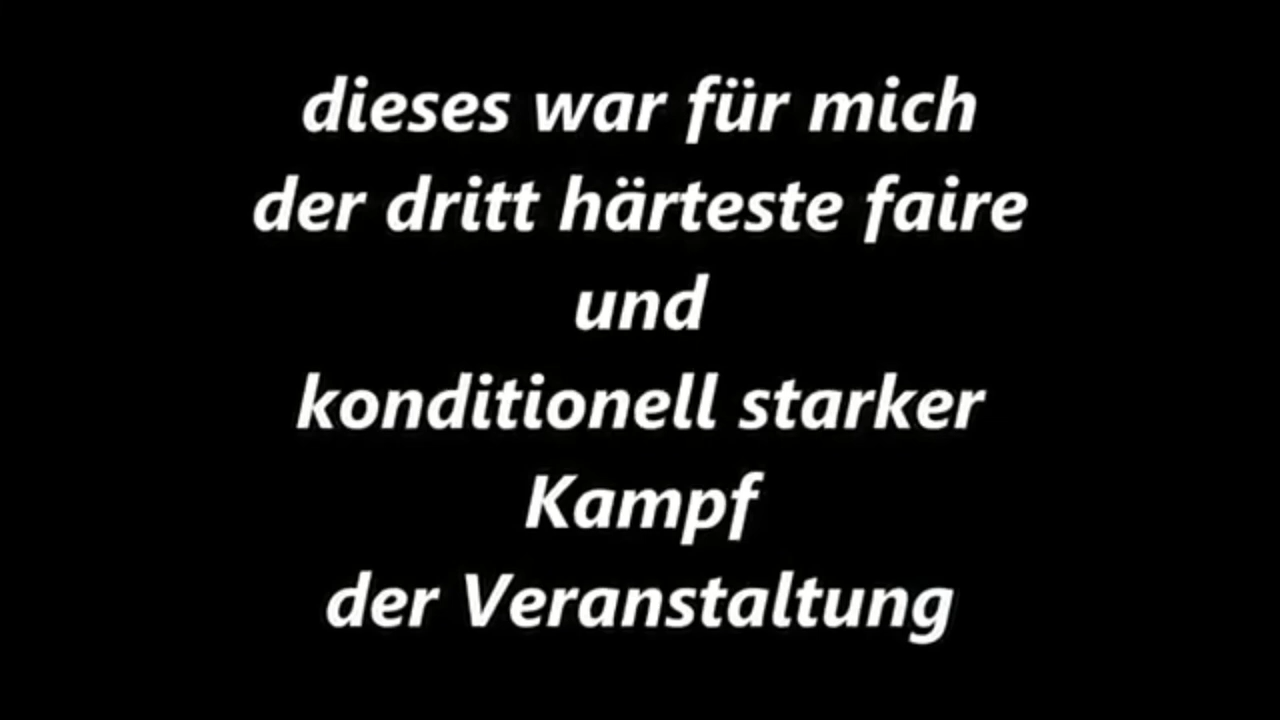 dieses war für mich
der dritt härteste faire
und
konditionell starker
Kampf
der Veranstaltung